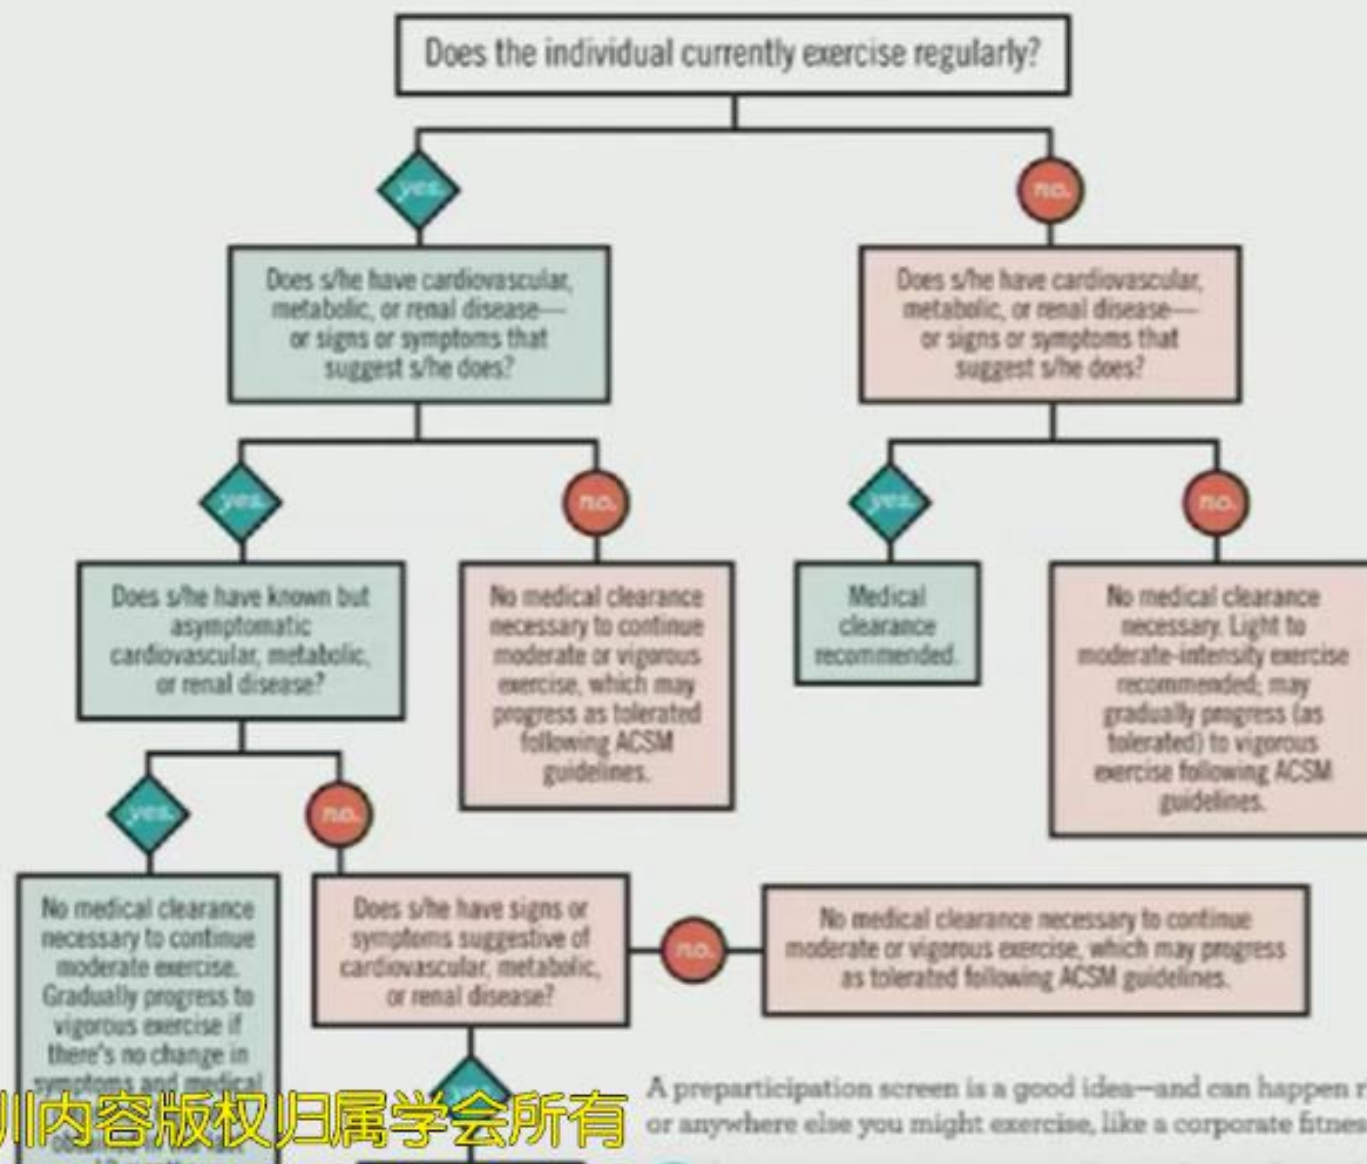 Does the individual currently exercise regularly?
yes.
no.
Does s/he have cardiovascular,
metabolic, or renal disease—
or signs or symptoms that
suggest s/he does?
Does s/he have cardiovascular,
metabolic, or renal disease—
or signs or symptoms that
suggest s/he does?
yes.
no.
yes.
no.
Does s/he have known but
asymptomatic
cardiovascular, metabolic,
or renal disease?
No medical clearance
necessary to continue
moderate or vigorous
exercise, which may
progress as tolerated
following ACSM
guidelines.
Medical
clearance
recommended.
No medical clearance
necessary. Light to
moderate-intensity exercise
recommended; may
gradually progress (as
tolerated) to vigorous
exercise following ACSM
guidelines.
yes.
no.
No medical clearance
necessary to continue
moderate exercise.
Gradually progress to
vigorous exercise if
there's no change in
symptoms and medical
Does s/he have signs or
symptoms suggestive of
cardiovascular, metabolic,
or renal disease?
no.
No medical clearance necessary to continue
moderate or vigorous exercise, which may progress
as tolerated following ACSM guidelines.
A preparticipation screen is a good idea—and can happen
or anywhere else you might exercise, like a corporate fitnes
川内容版权归属学会所有